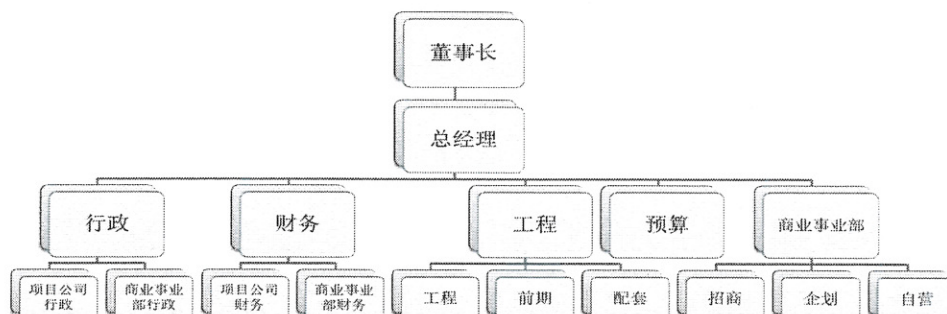 董事长
总经理
行政
财务
工程
预算
商业事业部
项目公司
行政
商业事业
部行政
项目公司
财务
商业事业
部财务
工程
前期
配套
招商
企划
自营